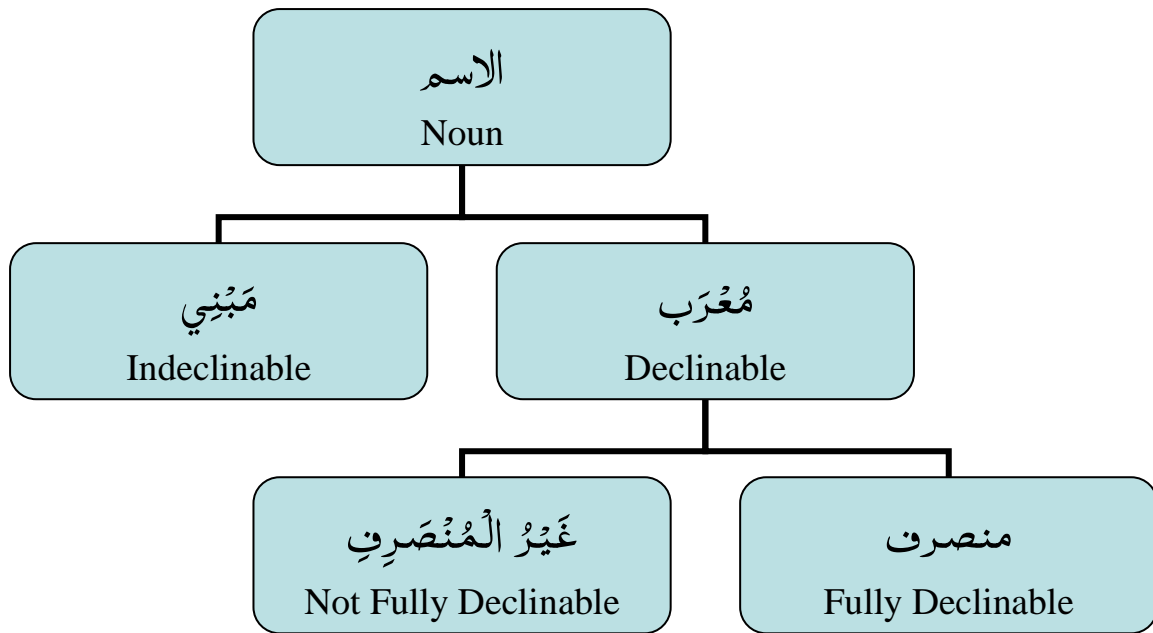 الاسم
Noun
مَبْنِي
Indeclinable
مُعْرَب
Declinable
غَيْرُ الْمُنْصَرِفِ
Not Fully Declinable
منصرف
Fully Declinable